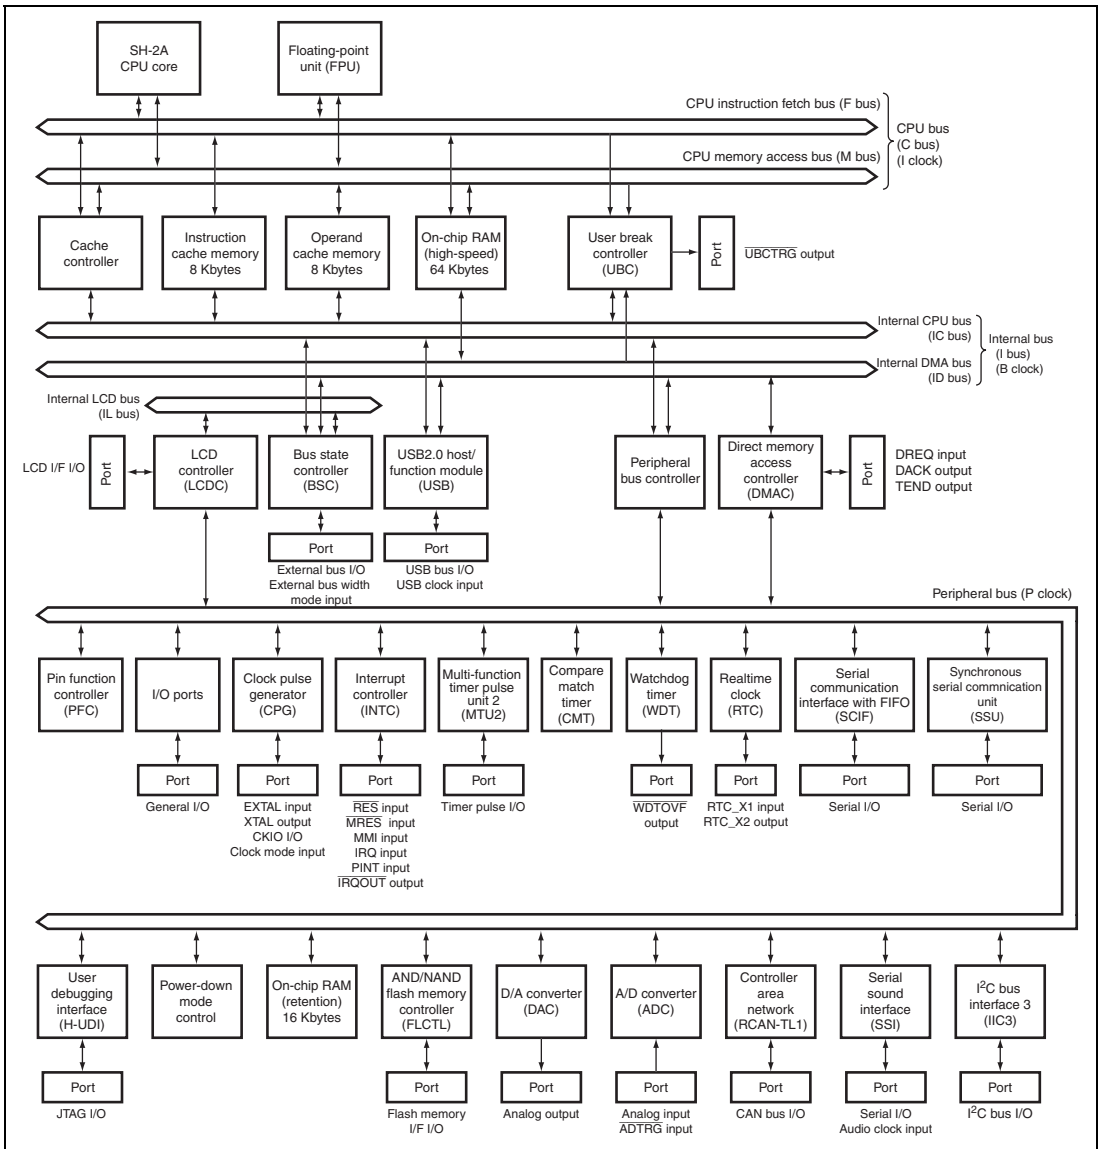 SH-2A
CPU core
Floating-point
unit (FPU)
CPU instruction fetch bus (F bus)
CPU bus
(C bus)
(I clock)
CPU memory access bus (M bus)
Cache
controller
Instruction
cache memory
8 Kbytes
Operand
cache memory
8 Kbytes
On-chip RAM
(high-speed)
64 Kbytes
User break
controller
(UBC)
Port
UBCTRG output
Internal CPU bus
(IC bus)
Internal bus
(I bus)
(B clock)
Internal DMA bus
(ID bus)
Internal LCD bus
(IL bus)
LCD I/F I/O
Port
LCD
controller
(LCDC)
Bus state
controller
(BSC)
USB2.0 host/
function module
(USB)
Peripheral
bus controller
Direct memory
access
controller
(DMAC)
Port
DREQ input
DACK output
TEND output
Port
External bus I/O
External bus width
mode input
Port
USB bus I/O
USB clock input
Peripheral bus (P clock)
Pin function
controller
(PFC)
I/O ports
Clock pulse
generator
(CPG)
Interrupt
controller
(INTC)
Multi-function
timer pulse
unit 2
(MTU2)
Compare
match
timer
(CMT)
Watchdog
timer
(WDT)
Realtime
clock
(RTC)
Serial
communication
interface with FIFO
(SCIF)
Synchronous
serial commnication
unit
(SSU)
Port
General I/O
Port
EXTAL input
XTAL output
CKIO I/O
Clock mode input
Port
RES input
MRES input
MMI input
IRQ input
PINT input
IRQOUT output
Port
Timer pulse I/O
Port
WDTOVF
output
Port
RTC_X1 input
RTC_X2 output
Port
Serial I/O
Port
Serial I/O
User
debugging
interface
(H-UDI)
Power-down
mode
control
On-chip RAM
(retention)
16 Kbytes
AND/NAND
flash memory
controller
(FLCTL)
D/A converter
(DAC)
A/D converter
(ADC)
Controller
area
network
(RCAN-TL1)
Serial
sound
interface
(SSI)
I²C bus
interface 3
(IIC3)
Port
JTAG I/O
Port
Flash memory
I/F I/O
Port
Analog output
Port
Analog input
ADTRG input
Port
CAN bus I/O
Port
Serial I/O
Audio clock input
Port
I²C bus I/O